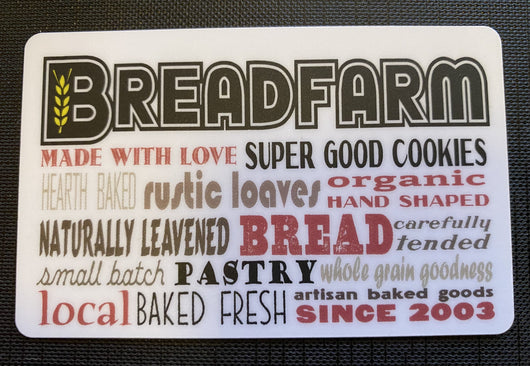 BREADFARM
MADE WITH LOVE SUPER GOOD COOKIES
HEARTH BAKED rustic loaves organic
HAND SHAPED
NATURALLY LEAVENED BREAD carefully
tended
small batch PASTRY whole grain goodness
local BAKED FRESH artisan baked goods
SINCE 2003